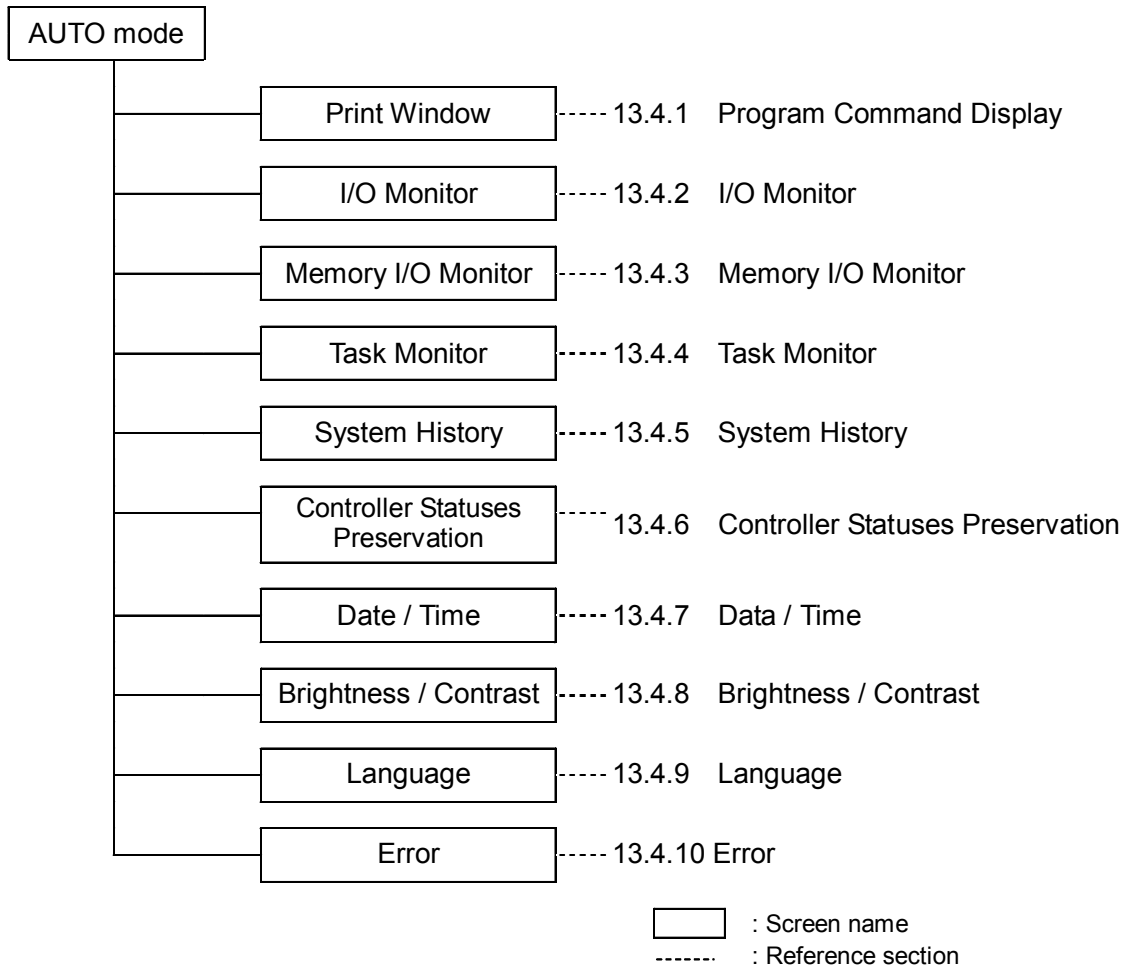 AUTO mode
Print Window 13.4.1 Program Command Display
I/O Monitor 13.4.2 I/O Monitor
Memory I/O Monitor 13.4.3 Memory I/O Monitor
Task Monitor 13.4.4 Task Monitor
System History 13.4.5 System History
Controller Statuses
Preservation
13.4.6 Controller Statuses Preservation
Date / Time 13.4.7 Data / Time
Brightness / Contrast 13.4.8 Brightness / Contrast
Language 13.4.9 Language
Error 13.4.10 Error
: Screen name
: Reference section